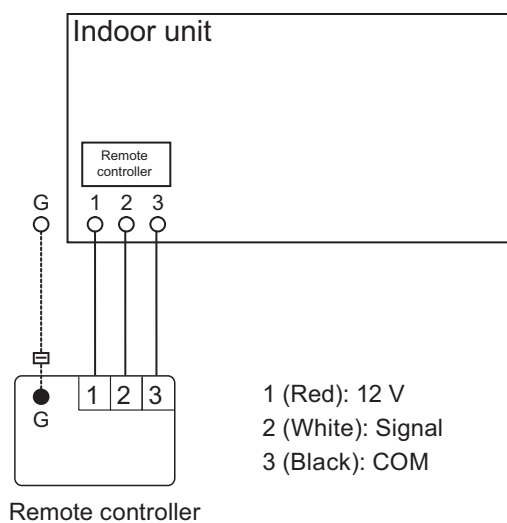 Indoor unit
Remote
controller
G 1 2 3
1 2 3
G
1 (Red): 12 V
2 (White): Signal
3 (Black): COM
Remote controller